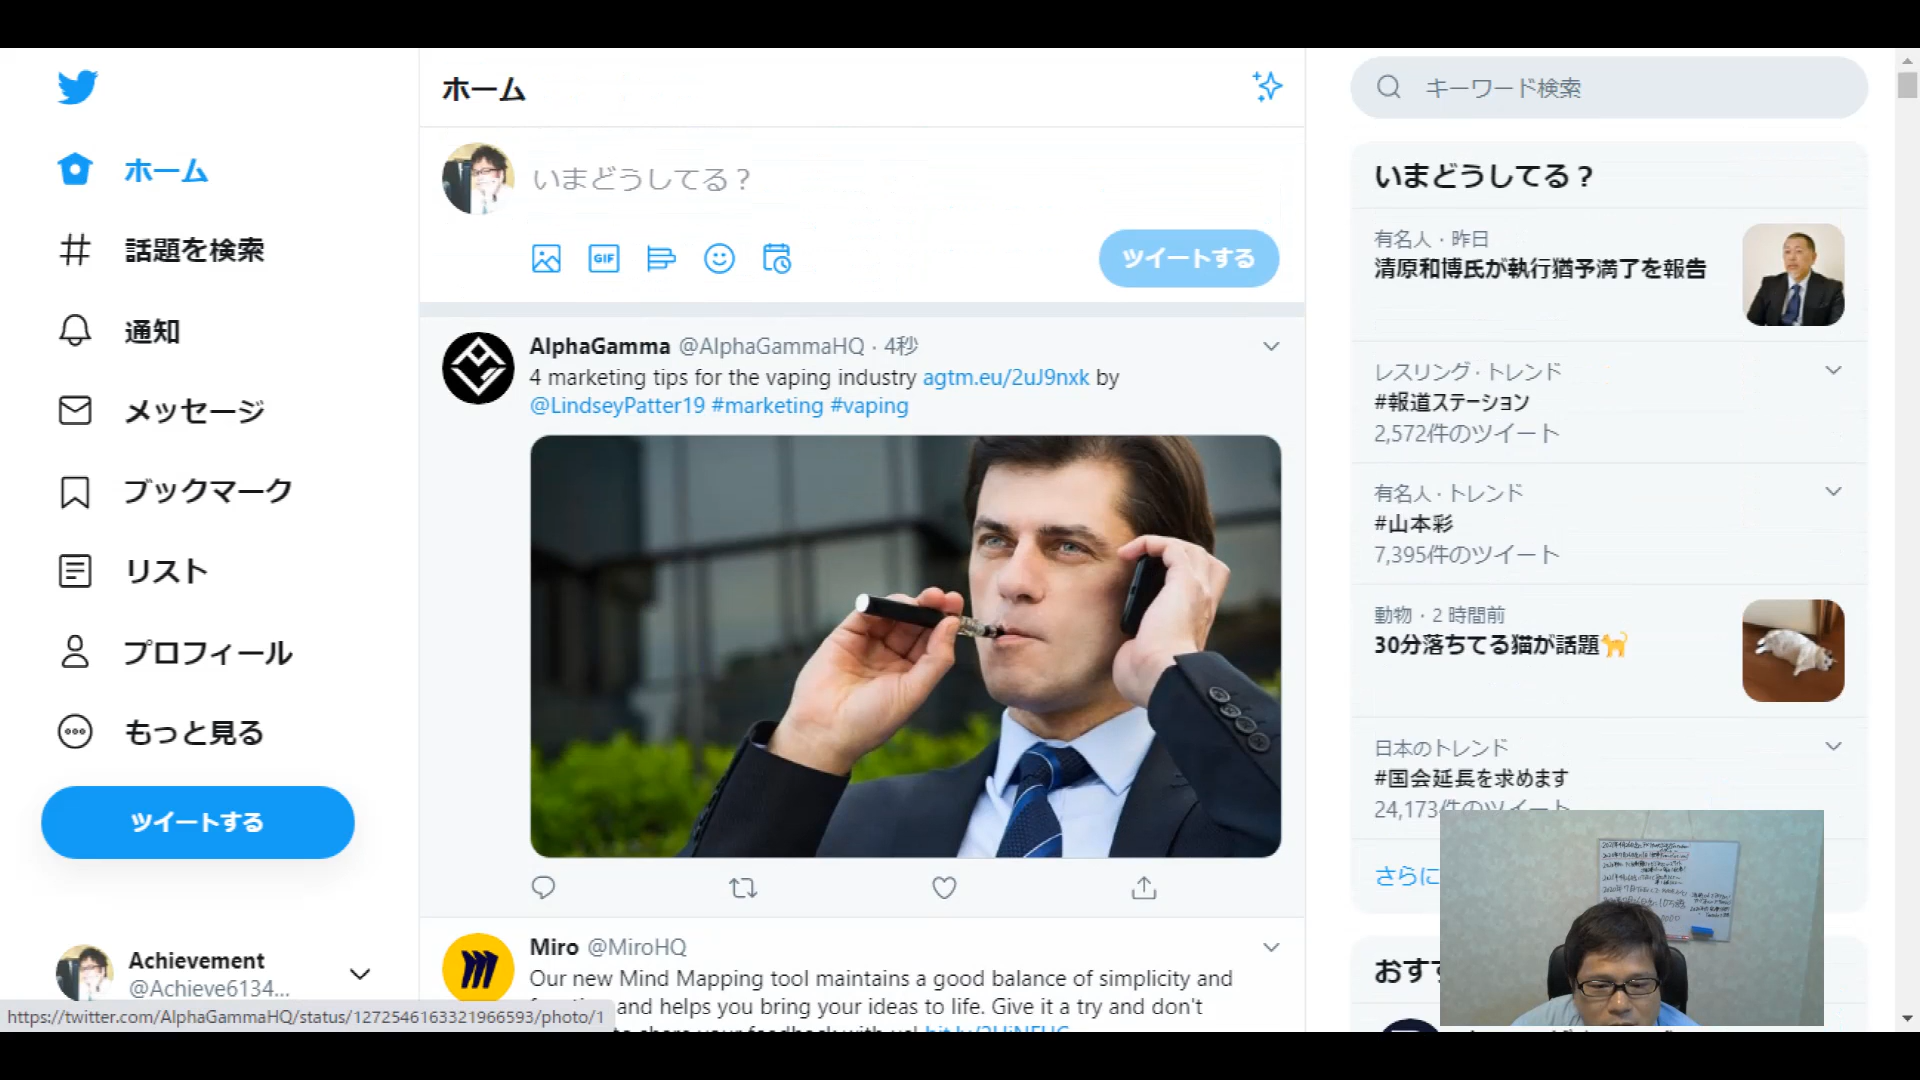 ホーム
話題を検索
通知
メッセージ
ブックマーク
リスト
プロフィール
もっと見る
ツイートする
Achievement
@Achieve6134...
https://twitter.com/AlphaGammaHQ/status/1272546163321966593/photo/1
ホーム
いまどうしてる？
GIF
ツイートする
AlphaGamma @AlphaGammaHQ · 4秒
4 marketing tips for the vaping industry agtm.eu/2uJ9nxk by
@LindseyPatter19 #marketing #vaping
Miro @MiroHQ
Our new Mind Mapping tool maintains a good balance of simplicity and
and helps you bring your ideas to life. Give it a try and don't
キーワード検索
いまどうしてる？
有名人 · 昨日
清原和博氏が執行猶予満了を報告
レスリング · トレンド
#報道ステーション
2,572件のツイート
有名人 · トレンド
#山本彩
7,395件のツイート
動物 · 2 時間前
30分落ちてる猫が話題🐈
日本のトレンド
#国会延長を求めます
24,173件のツイート
さらに
おす